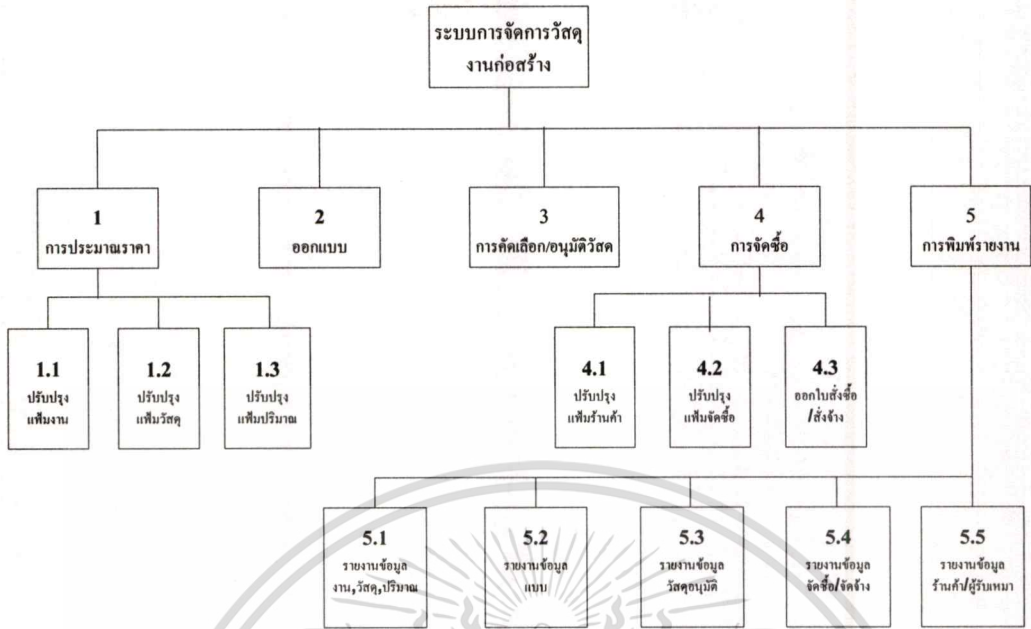 ระบบการจัดการวัสดุ
งานก่อสร้าง
1
การประมาณราคา
2
ออกแบบ
3
การคัดเลือก/อนุมัติวัสด
4
การจัดซื้อ
5
การพิมพ์รายงาน
1.1
ปรับปรุง
แฟ้มงาน
1.2
ปรับปรุง
แฟ้มวัสดุ
1.3
ปรับปรุง
แฟ้มปริมาณ
4.1
ปรับปรุง
แฟ้มร้านค้า
4.2
ปรับปรุง
แฟ้มจัดซื้อ
4.3
ออกใบสั่งซื้อ
/สั่งจ้าง
5.1
รายงานข้อมูล
งาน,วัสดุ,ปริมาณ
5.2
รายงานข้อมูล
แบบ
5.3
รายงานข้อมูล
วัสดุอนุมัติ
5.4
รายงานข้อมูล
จัดซื้อ/จัดจ้าง
5.5
รายงานข้อมูล
ร้านค้า/ผู้รับเหมา